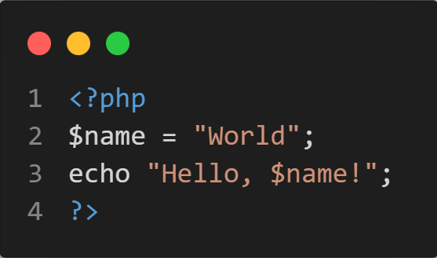 1 <?php
2 $name = "World";
3 echo "Hello, $name!";
4 ?>